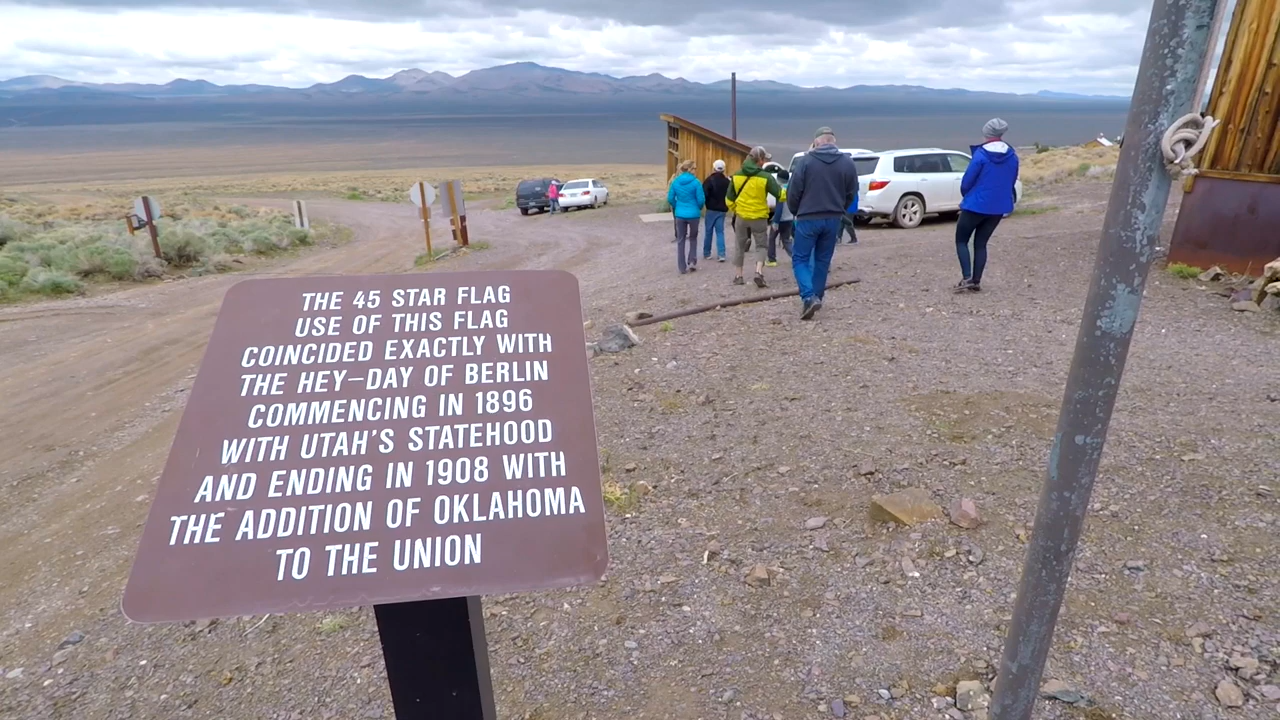 THE 45 STAR FLAG
USE OF THIS FLAG
COINCIDED EXACTLY WITH
THE HEY-DAY OF BERLIN
COMMENCING IN 1896
WITH UTAH'S STATEHOOD
AND ENDING IN 1908 WITH
THE ADDITION OF OKLAHOMA
TO THE UNION